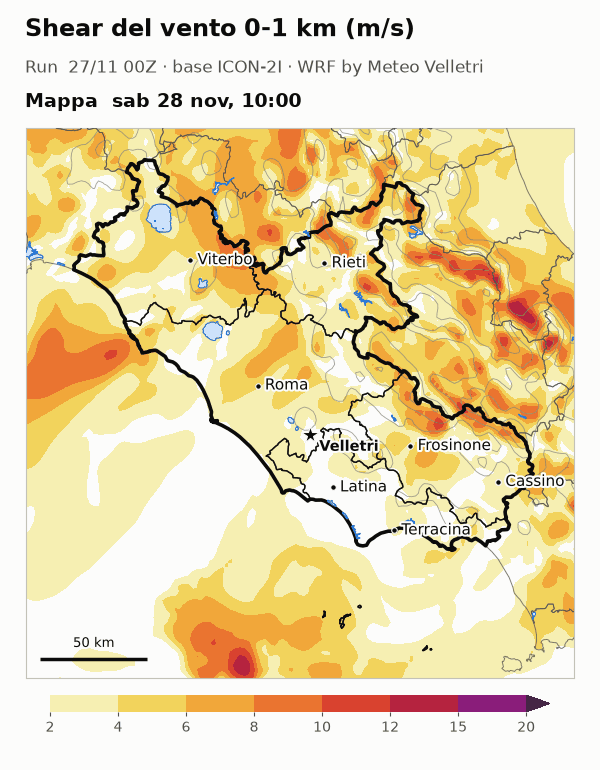 Shear del vento 0-1 km (m/s)
Run 27/11 00Z · base ICON-2I · WRF by Meteo Velletri
Mappa sab 28 nov, 10:00
Viterbo
Rieti
Roma
Velletri
Frosinone
Cassino
Latina
Terracina
50 km
2 4 6 8 10 12 15 20